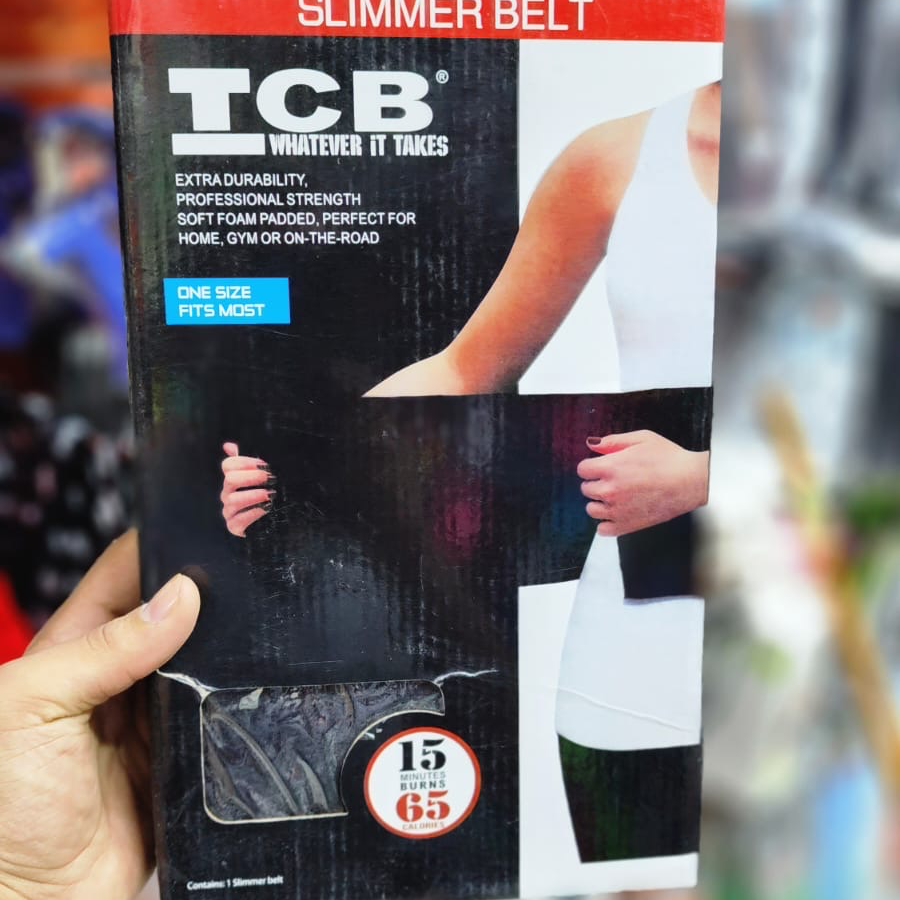 SLIMMER BELT
TCB®
WHATEVER iT TAKES
EXTRA DURABILITY,
PROFESSIONAL STRENGTH
SOFT FOAM PADDED, PERFECT FOR
HOME, GYM OR ON-THE-ROAD
ONE SIZE
FITS MOST
15
MINUTES
BURNS
65
CALORIES
Contains: 1 Slimmer belt